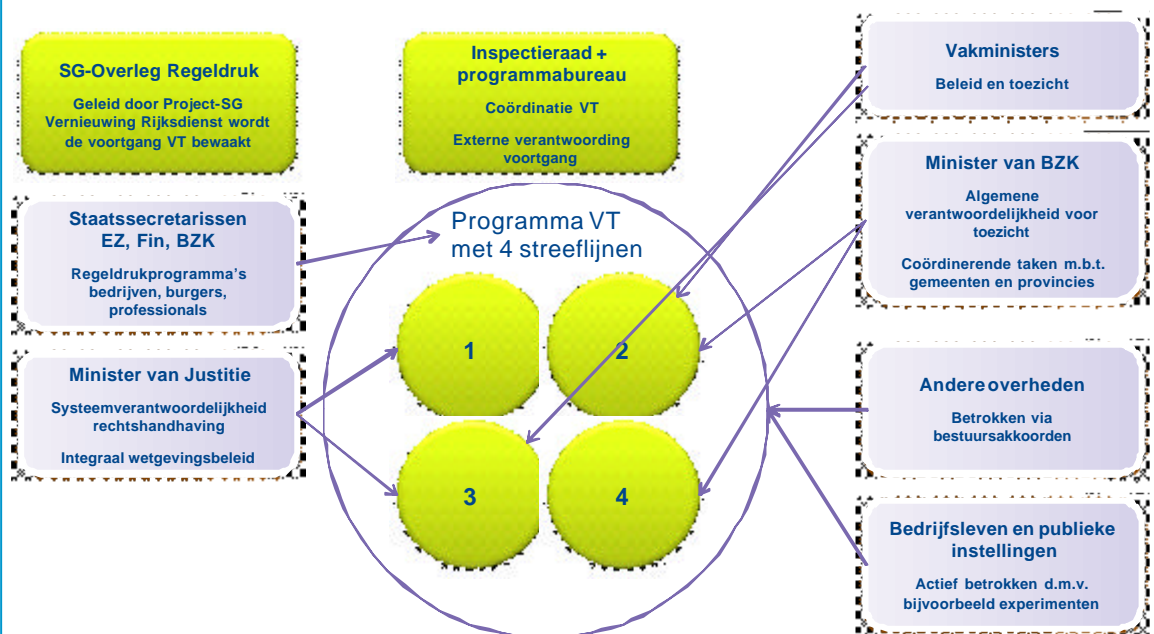 SG-Overleg Regeldruk
Geleid door Project-SG
Vernieuwing Rijksdienst wordt
de voortgang VT bewaakt
Inspectieraad +
programmabureau
Coördinatie VT
Externe verantwoording
voortgang
Vakministers
Beleid en toezicht
Minister van BZK
Algemene
verantwoordelijkheid voor
toezicht
Coördinerende taken m.b.t.
gemeenten en provincies
Staatssecretarissen
EZ, Fin, BZK
Regeldrukprogramma's
bedrijven, burgers,
professionals
Programma VT
met 4 streeflijnen
1
2
3
4
Minister van Justitie
Systeemverantwoordelijkheid
rechtshandhaving
Integraal wetgevingsbeleid
Andere overheden
Betrokken via
bestuursakkoorden
Bedrijfsleven en publieke
instellingen
Actief betrokken d.m.v.
bijvoorbeeld experimenten